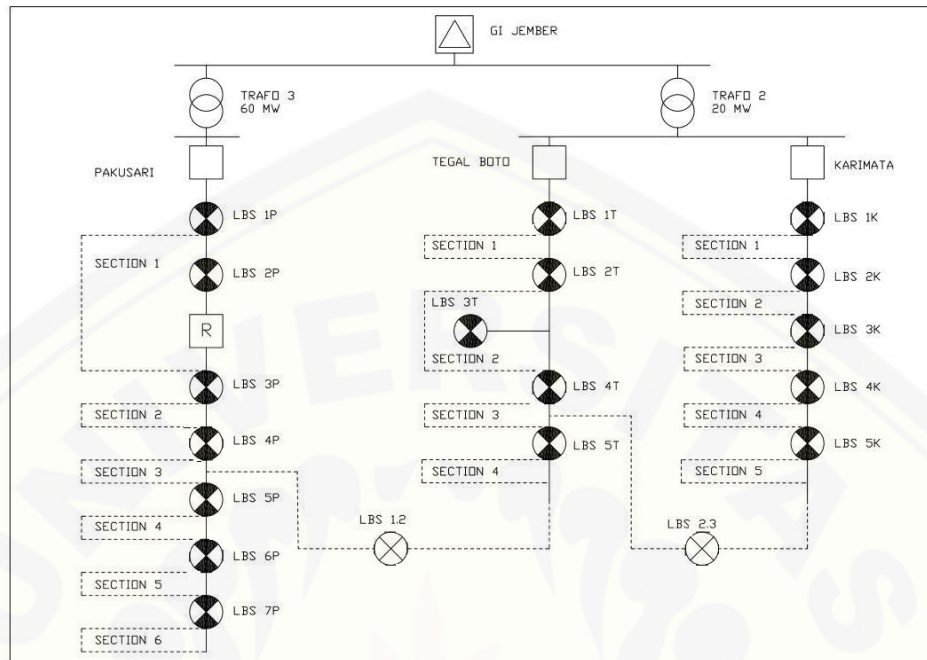 GI JEMBER
TRAFO 3
60 MW
TRAFO 2
20 MW
PAKUSARI
TEGAL BOTO
KARIMATA
LBS 1P
SECTION 1
LBS 2P
R
LBS 3P
SECTION 2
LBS 4P
SECTION 3
LBS 5P
SECTION 4
LBS 6P
SECTION 5
LBS 7P
SECTION 6
LBS 1.2
LBS 1T
SECTION 1
LBS 2T
LBS 3T
SECTION 2
LBS 4T
SECTION 3
LBS 5T
SECTION 4
LBS 2.3
LBS 1K
SECTION 1
LBS 2K
SECTION 2
LBS 3K
SECTION 3
LBS 4K
SECTION 4
LBS 5K
SECTION 5
UNIVERSITAS